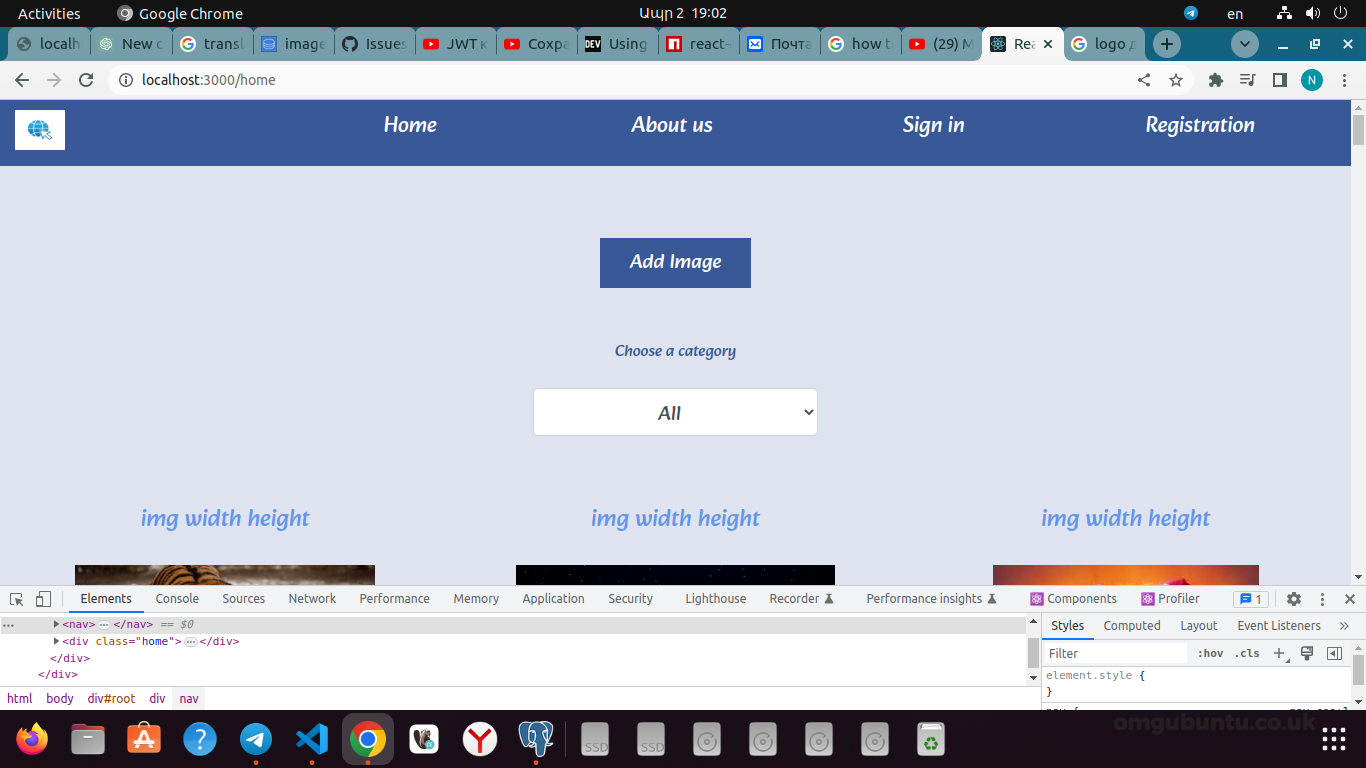 Activities Google Chrome Ապր 2 19:02 en
localh New c transl image Issues JWT к Сохра DEV Using react- Почта how t (29) M Rea logo д
localhost:3000/home N
Home About us Sign in Registration
Add Image
Choose a category
All
img width height img width height img width height
Elements Console Sources Network Performance Memory Application Security Lighthouse Recorder Performance insights Components Profiler 1
<nav> … </nav> == $0
<div class="home"> … </div>
</div>
</div>
Styles Computed Layout Event Listeners »
Filter :hov .cls
element.style {
}
html body div#root div nav
SSD SSD
omgubuntu.co.uk